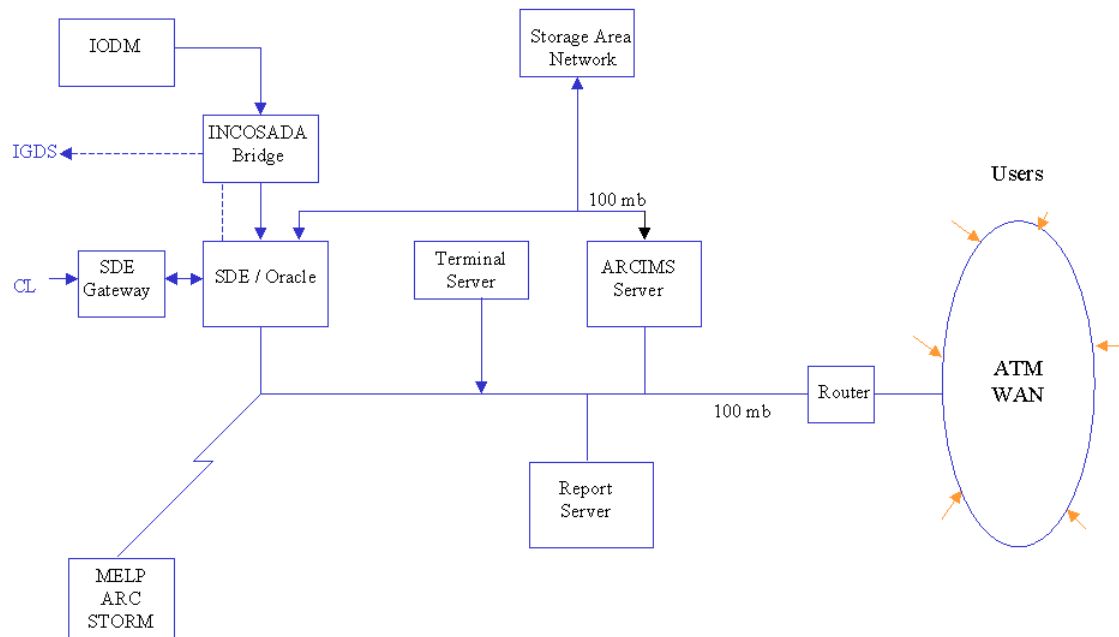 IODM
Storage Area
Network
INCOSADA
Bridge
IGDS
Users
100 mb
SDE
Gateway
CL
SDE / Oracle
Terminal
Server
ARCIMS
Server
ATM
WAN
Router
100 mb
Report
Server
MELP
ARC
STORM